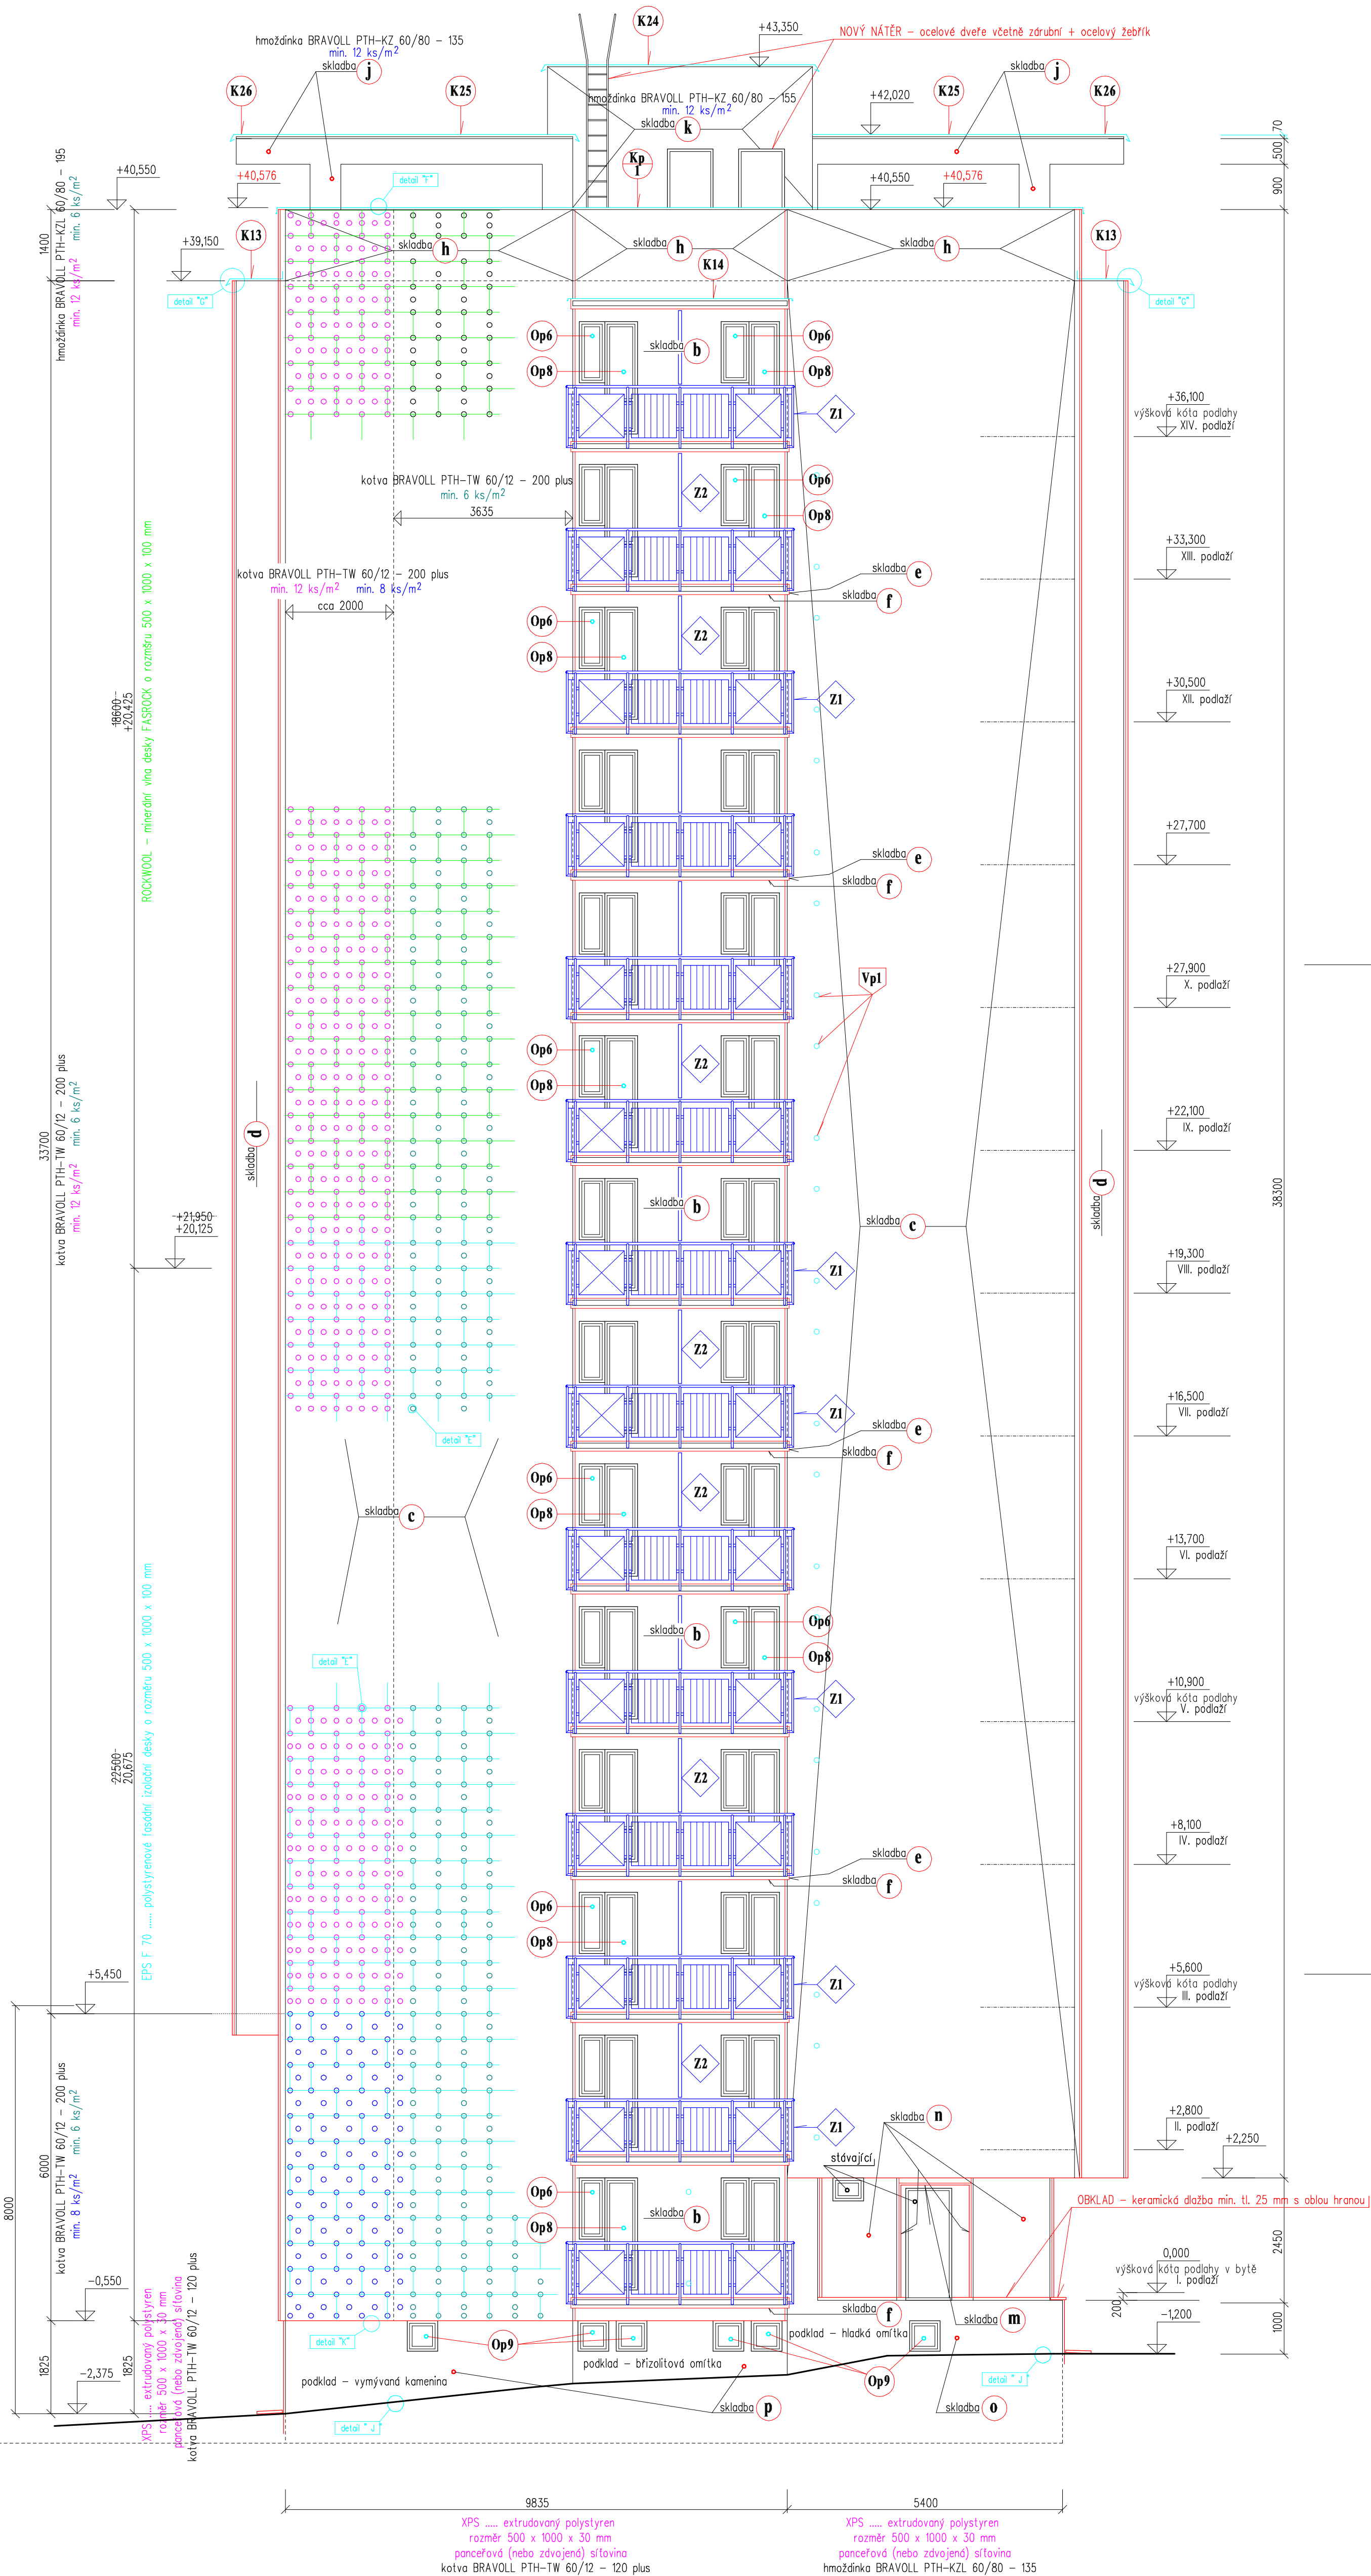 K24
+43,350
NOVÝ NÁTĚR - ocelové dveře včetně zárubní + ocelový žebřík
hmoždinka BRAVOLL PTH-KZ 60/80 - 135
min. 12 ks/m2
skladba j
skladba j
K26
K25
hmoždinka BRAVOLL PTH-KZ 60/80 - 155
min. 12 ks/m2
skladba k
+42,020
K25
K26
70
500
900
+40,550
+40,576
detail "F"
Kp
1
+40,550
+40,576
hmoždinka BRAVOLL PTH-KZL 60/80 - 195
min. 12 ks/m2 min. 6 ks/m2
1400
+39,150
K13
skladba h
skladba h
skladba h
K13
K14
detail "G"
detail "G"
Op6
skladba b
Op6
Op8
Op8
+36,100
výšková kóta podlahy
XIV. podlaží
Z1
kotva BRAVOLL PTH-TW 60/12 - 200 plus
min. 6 ks/m2
3635
Z2
Op6
Op8
+33,300
XIII. podlaží
kotva BRAVOLL PTH-TW 60/12 - 200 plus
min. 12 ks/m2 min. 8 ks/m2
cca 2000
skladba e
skladba f
Op6
Z2
Op8
+30,500
XII. podlaží
Z1
18600
+20,425
ROCKWOOL - minerální vlna desky FASROCK o rozměru 500 x 1000 x 100 mm
+27,700
skladba e
skladba f
Vp1
+27,900
X. podlaží
Op6
Z2
Op8
+22,100
IX. podlaží
kotva BRAVOLL PTH-TW 60/12 - 200 plus
min. 12 ks/m2 min. 6 ks/m2
33700
skladba d
skladba d
38300
skladba b
skladba c
+21,950
+20,125
+19,300
VIII. podlaží
Z1
Z2
+16,500
VII. podlaží
Z1
detail "E"
skladba e
skladba f
Op6
Z2
Op8
skladba c
+13,700
VI. podlaží
EPS F 70 ..... polystyrenové fasádní izolační desky o rozměru 500 x 1000 x 100 mm
22500
20,675
skladba b
Op6
Op8
detail "E"
+10,900
výšková kóta podlahy
V. podlaží
Z1
Z2
+8,100
IV. podlaží
skladba e
skladba f
Op6
Op8
+5,450
+5,600
výšková kóta podlahy
III. podlaží
Z1
Z2
kotva BRAVOLL PTH-TW 60/12 - 200 plus
min. 8 ks/m2 min. 6 ks/m2
8000
6000
Z1
+2,800
II. podlaží
+2,250
skladba n
stávající
Op6
skladba b
Op8
OBKLAD - keramická dlažba min. tl. 25 mm s oblou hranou
2450
0,000
výšková kóta podlahy v bytě
I. podlaží
200
-0,550
-1,200
1000
skladba f
skladba m
detail "K"
Op9
podklad - hladká omítka
podklad - břizolitová omítka
Op9
detail " J "
podklad - vymývaná kamenina
-2,375
1825
1825
XPS ..... extrudovaný polystyren
rozměr 500 x 1000 x 30 mm
pancéřová (nebo zdvojená) síťovina
kotva BRAVOLL PTH-TW 60/12 - 120 plus
skladba p
skladba o
detail " J "
9835
5400
XPS ..... extrudovaný polystyren
rozměr 500 x 1000 x 30 mm
pancéřová (nebo zdvojená) síťovina
kotva BRAVOLL PTH-TW 60/12 - 120 plus
XPS ..... extrudovaný polystyren
rozměr 500 x 1000 x 30 mm
pancéřová (nebo zdvojená) síťovina
hmoždinka BRAVOLL PTH-KZL 60/80 - 135